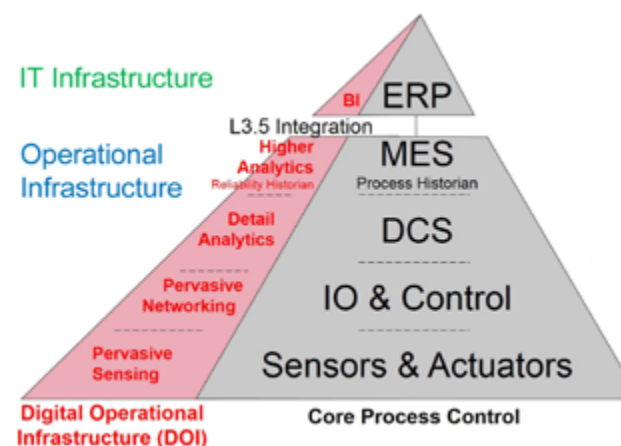 IT Infrastructure
BI
ERP
L3.5 Integration
Operational
Infrastructure
Higher
Analytics
Reliability Historian
MES
Process Historian
Detail
Analytics
DCS
Pervasive
Networking
IO & Control
Pervasive
Sensing
Sensors & Actuators
Digital Operational
Infrastructure (DOI)
Core Process Control